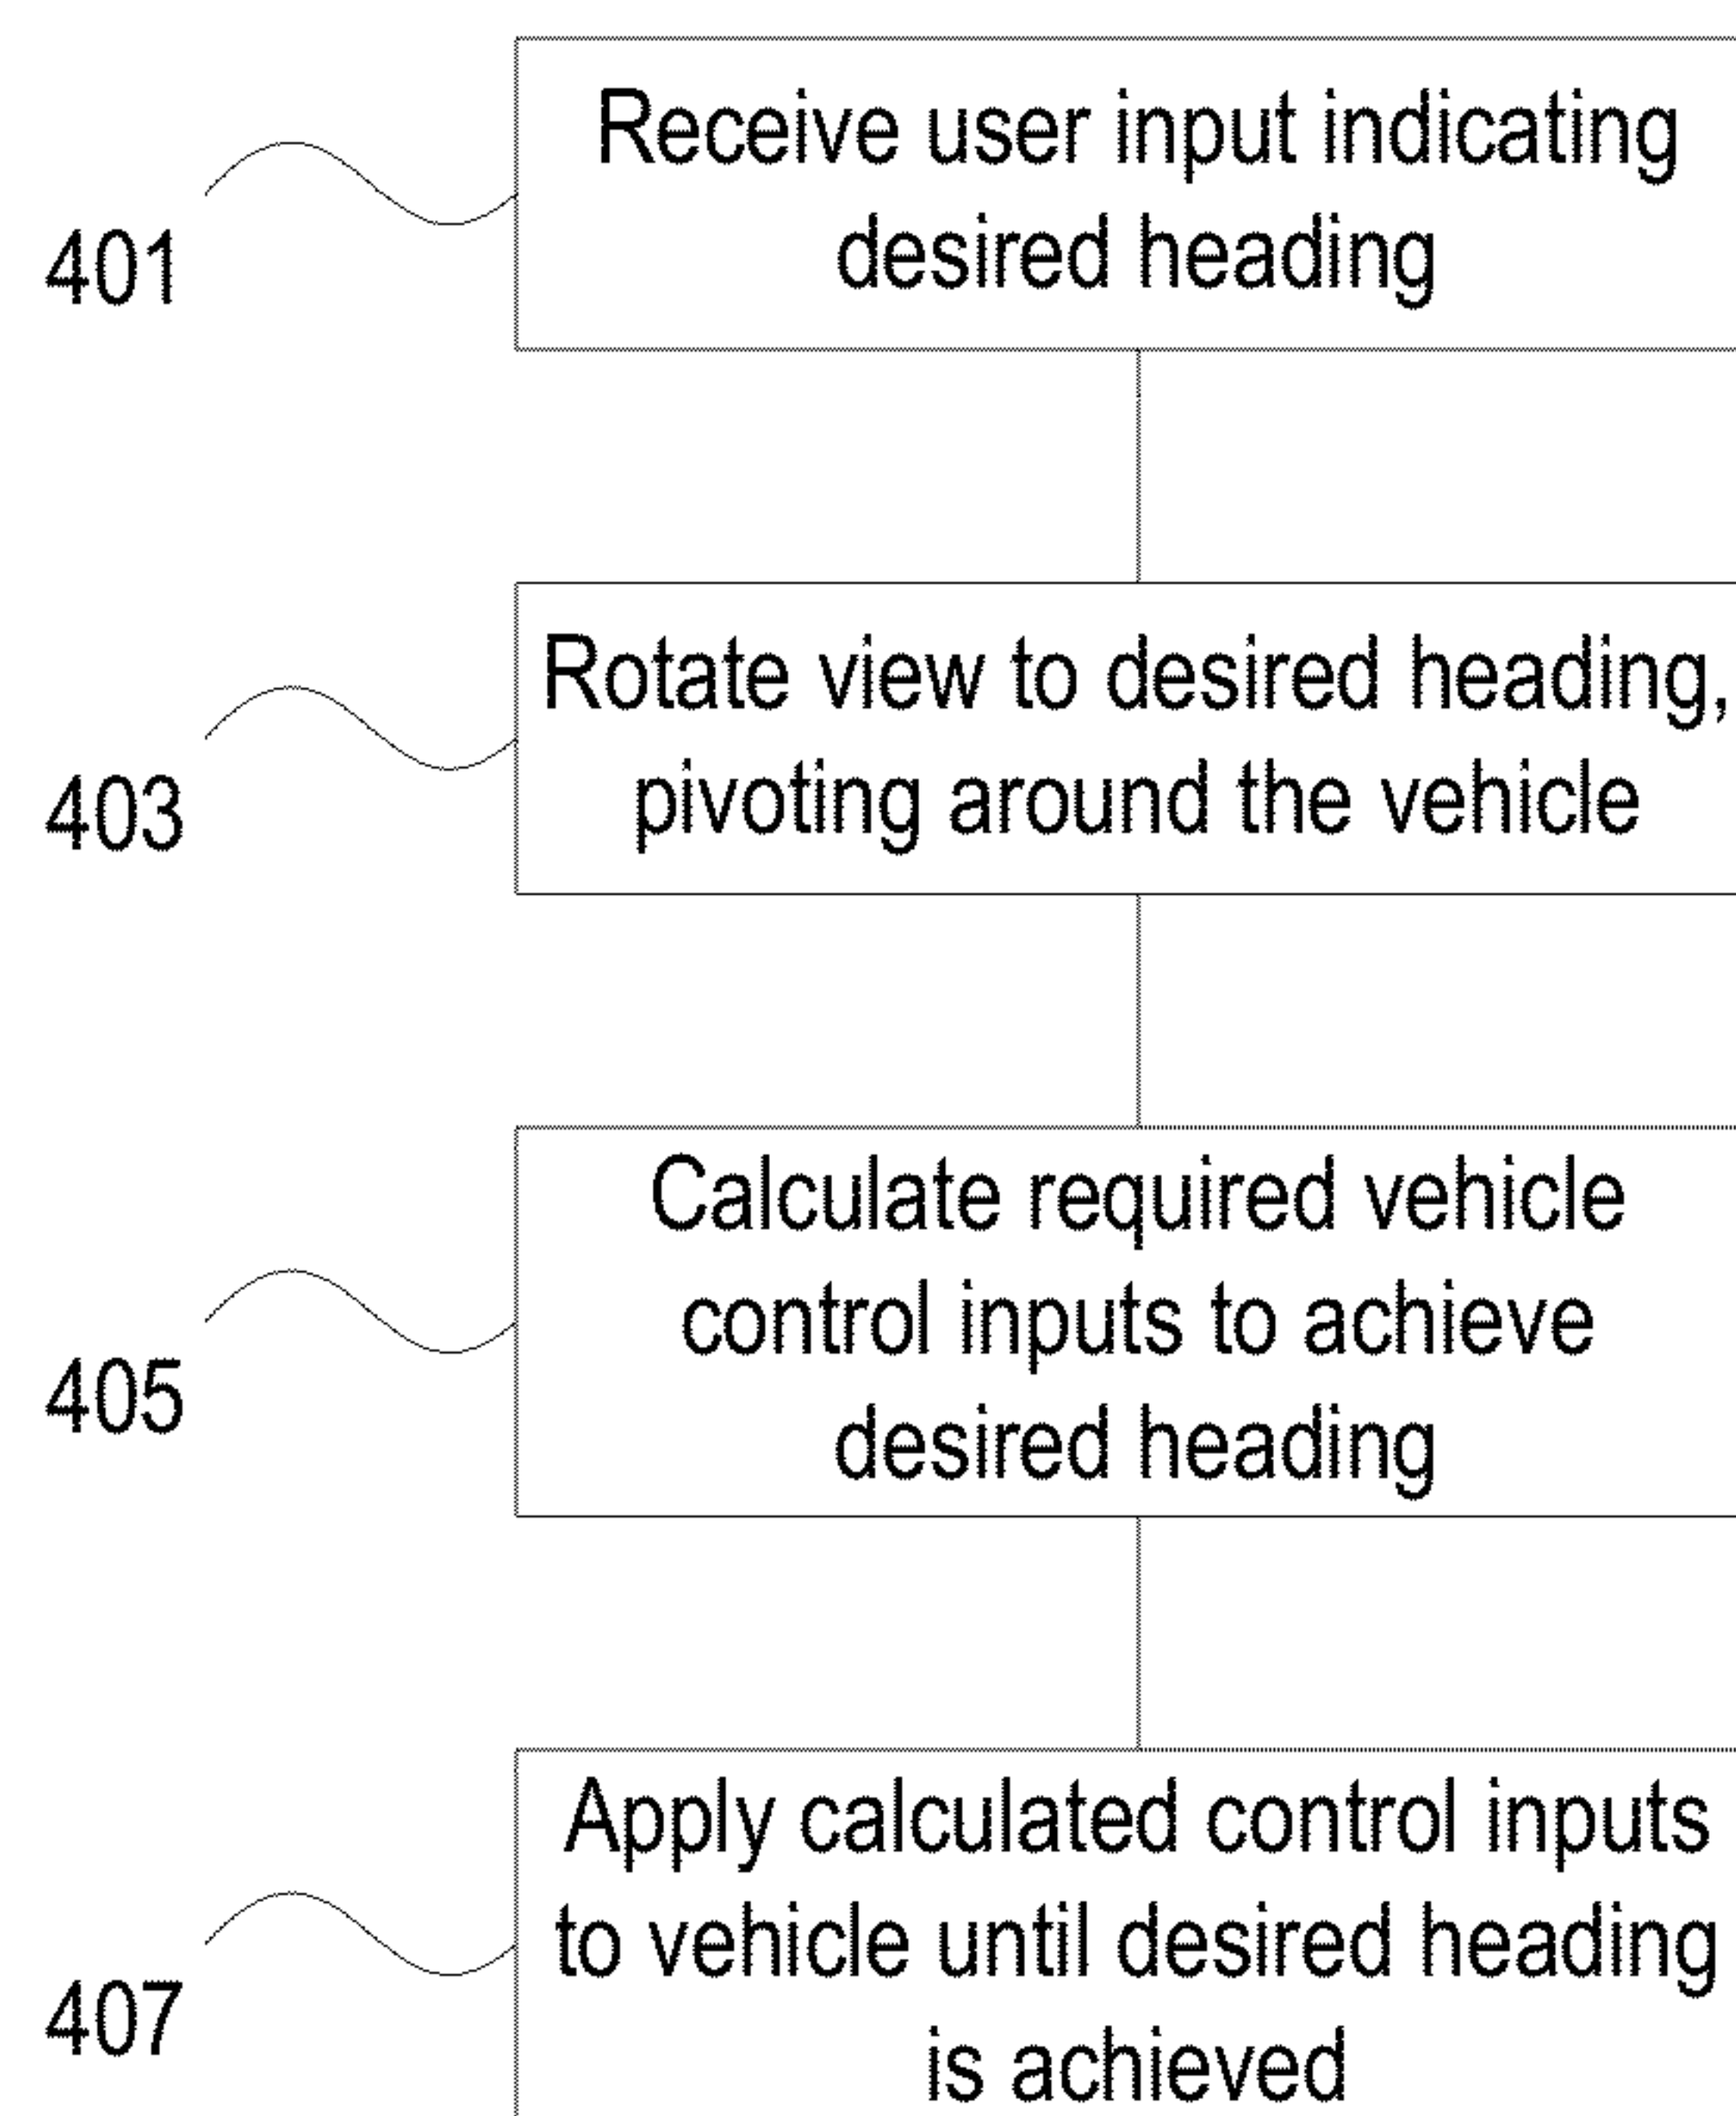 Receive user input indicating
desired heading
401
Rotate view to desired heading,
pivoting around the vehicle
403
Calculate required vehicle
control inputs to achieve
desired heading
405
Apply calculated control inputs
to vehicle until desired heading
is achieved
407